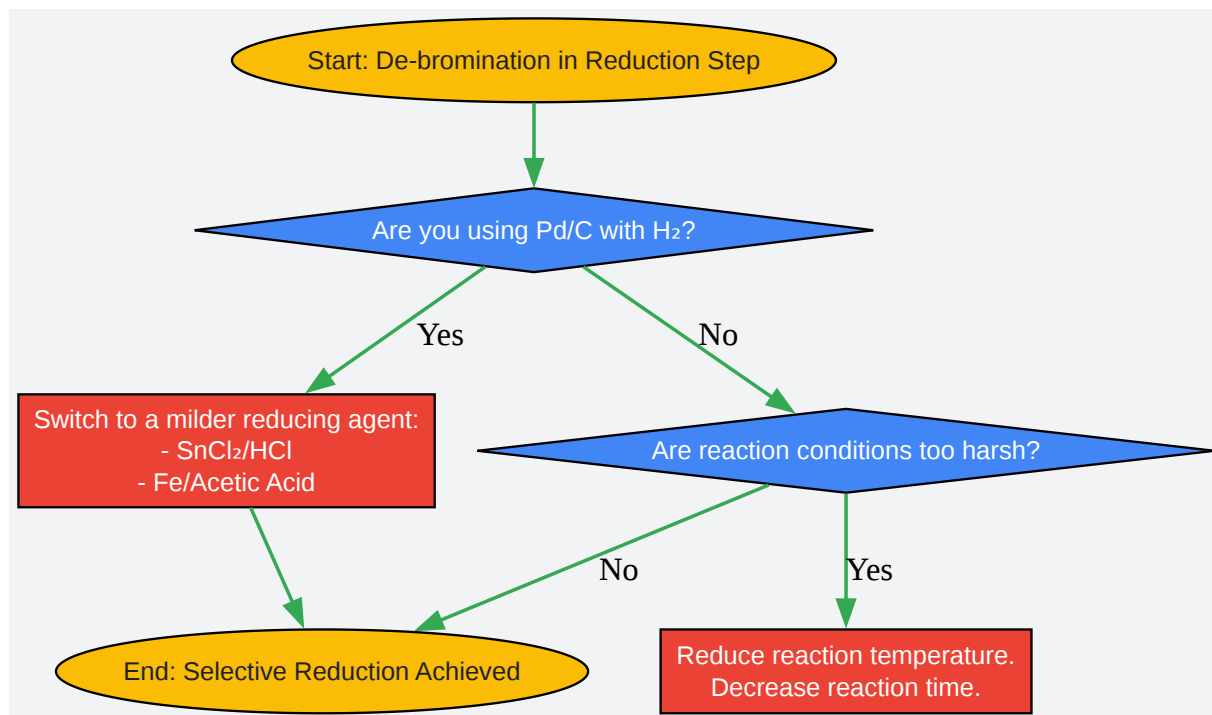 Start: De-bromination in Reduction Step
Are you using Pd/C with H₂?
Yes
No
Switch to a milder reducing agent:
- SnCl₂/HCl
- Fe/Acetic Acid
Are reaction conditions too harsh?
No
Yes
End: Selective Reduction Achieved
Reduce reaction temperature.
Decrease reaction time.